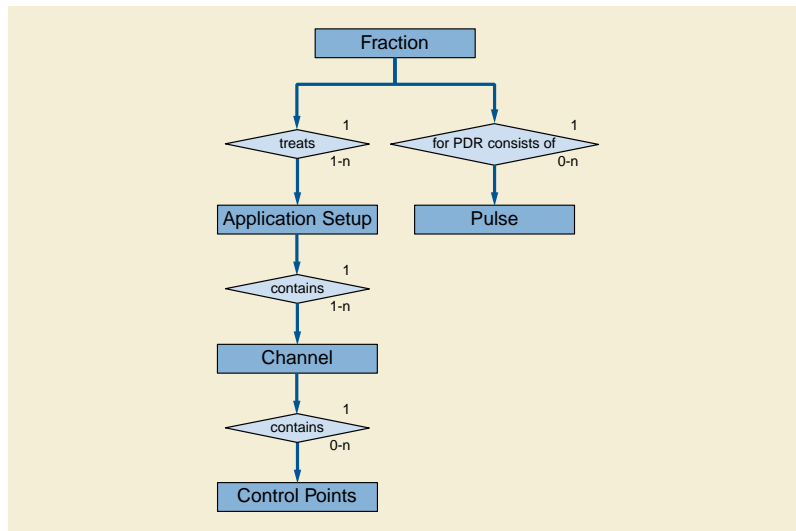 Fraction
1
treats
1-n
1
for PDR consists of
0-n
Application Setup
Pulse
1
contains
1-n
Channel
1
contains
0-n
Control Points